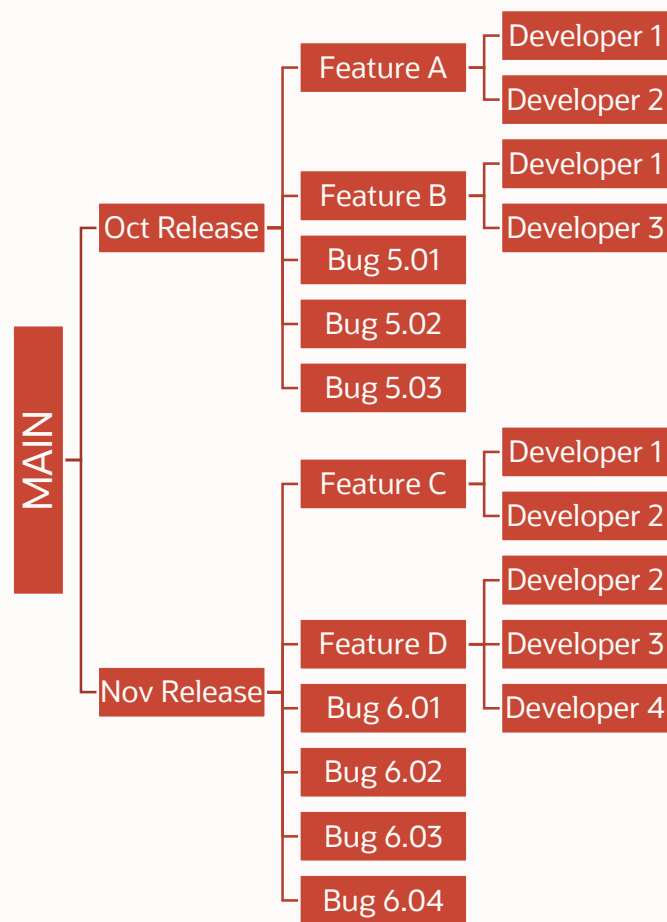 MAIN
Oct Release
Feature A
Developer 1
Developer 2
Feature B
Developer 1
Developer 3
Bug 5.01
Bug 5.02
Bug 5.03
Nov Release
Feature C
Developer 1
Developer 2
Feature D
Developer 2
Developer 3
Developer 4
Bug 6.01
Bug 6.02
Bug 6.03
Bug 6.04